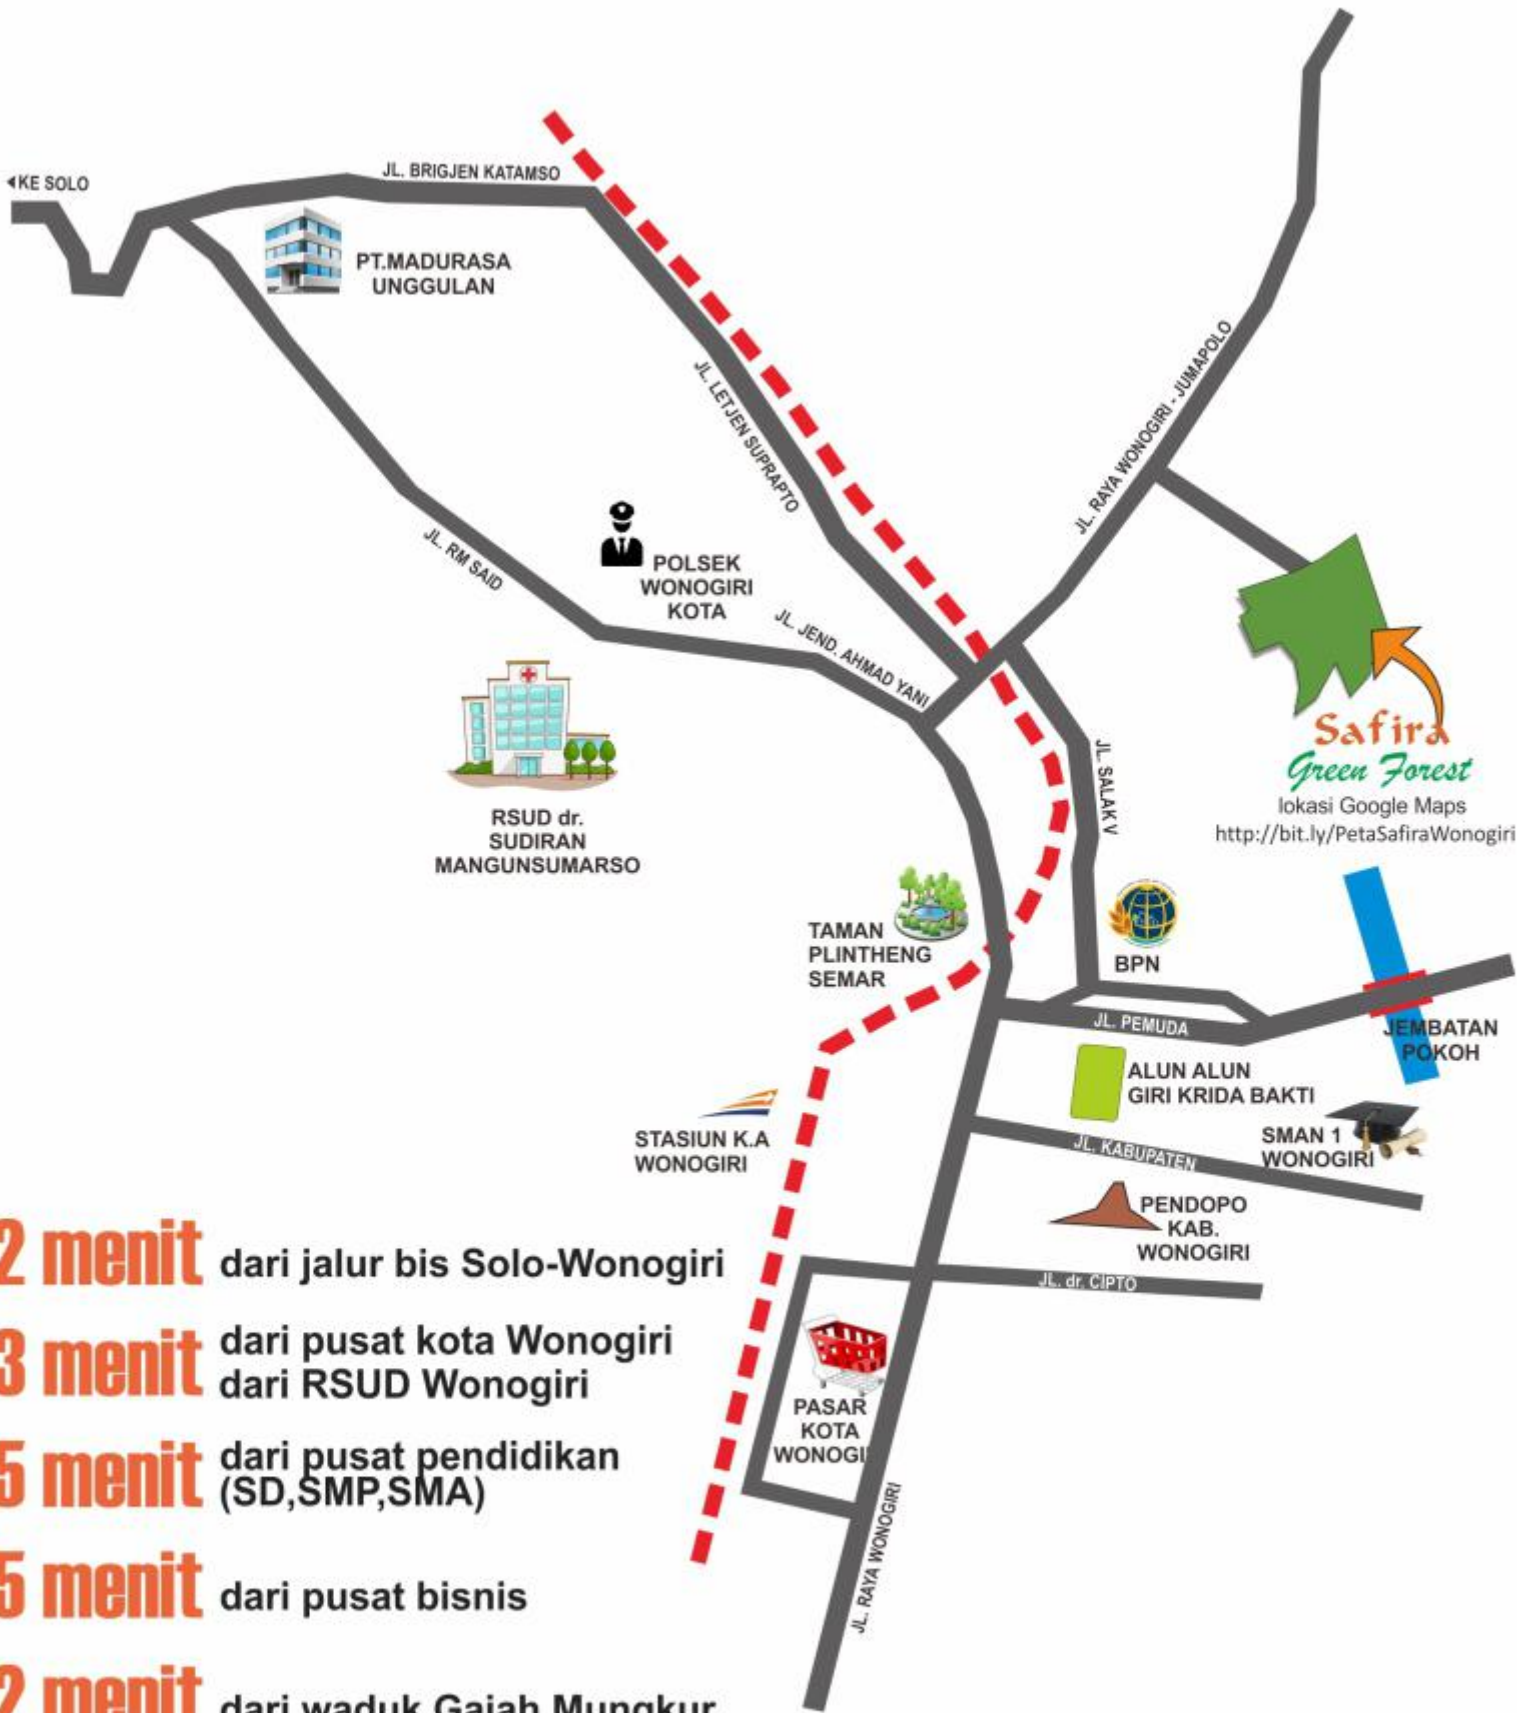 KE SOLO
JL. BRIGJEN KATAMSO
PT.MADURASA
UNGGULAN
JL. LETJEN SUPRAPTO
JL. RAYA WONOGIRI - JUMAPOLO
JL. RM SAID
POLSEK
WONOGIRI
KOTA
JL. JEND. AHMAD YANI
RSUD dr.
SUDIRAN
MANGUNSUMARSO
JL. SALAK V
Safira
Green Forest
lokasi Google Maps
http://bit.ly/PetaSafiraWonogiri
TAMAN
PLINTHENG
SEMAR
BPN
JL. PEMUDA
JEMBATAN
POKOH
ALUN ALUN
GIRI KRIDA BAKTI
STASIUN K.A
WONOGIRI
JL. KABUPATEN
SMAN 1
WONOGIRI
PENDOPO
KAB.
WONOGIRI
JL. dr. CIPTO
PASAR
KOTA
WONOGI
JL. RAYA WONOGIRI
2 menit dari jalur bis Solo-Wonogiri
3 menit dari pusat kota Wonogiri
dari RSUD Wonogiri
5 menit dari pusat pendidikan
(SD,SMP,SMA)
5 menit dari pusat bisnis
2 menit dari waduk Gajah Mungkur